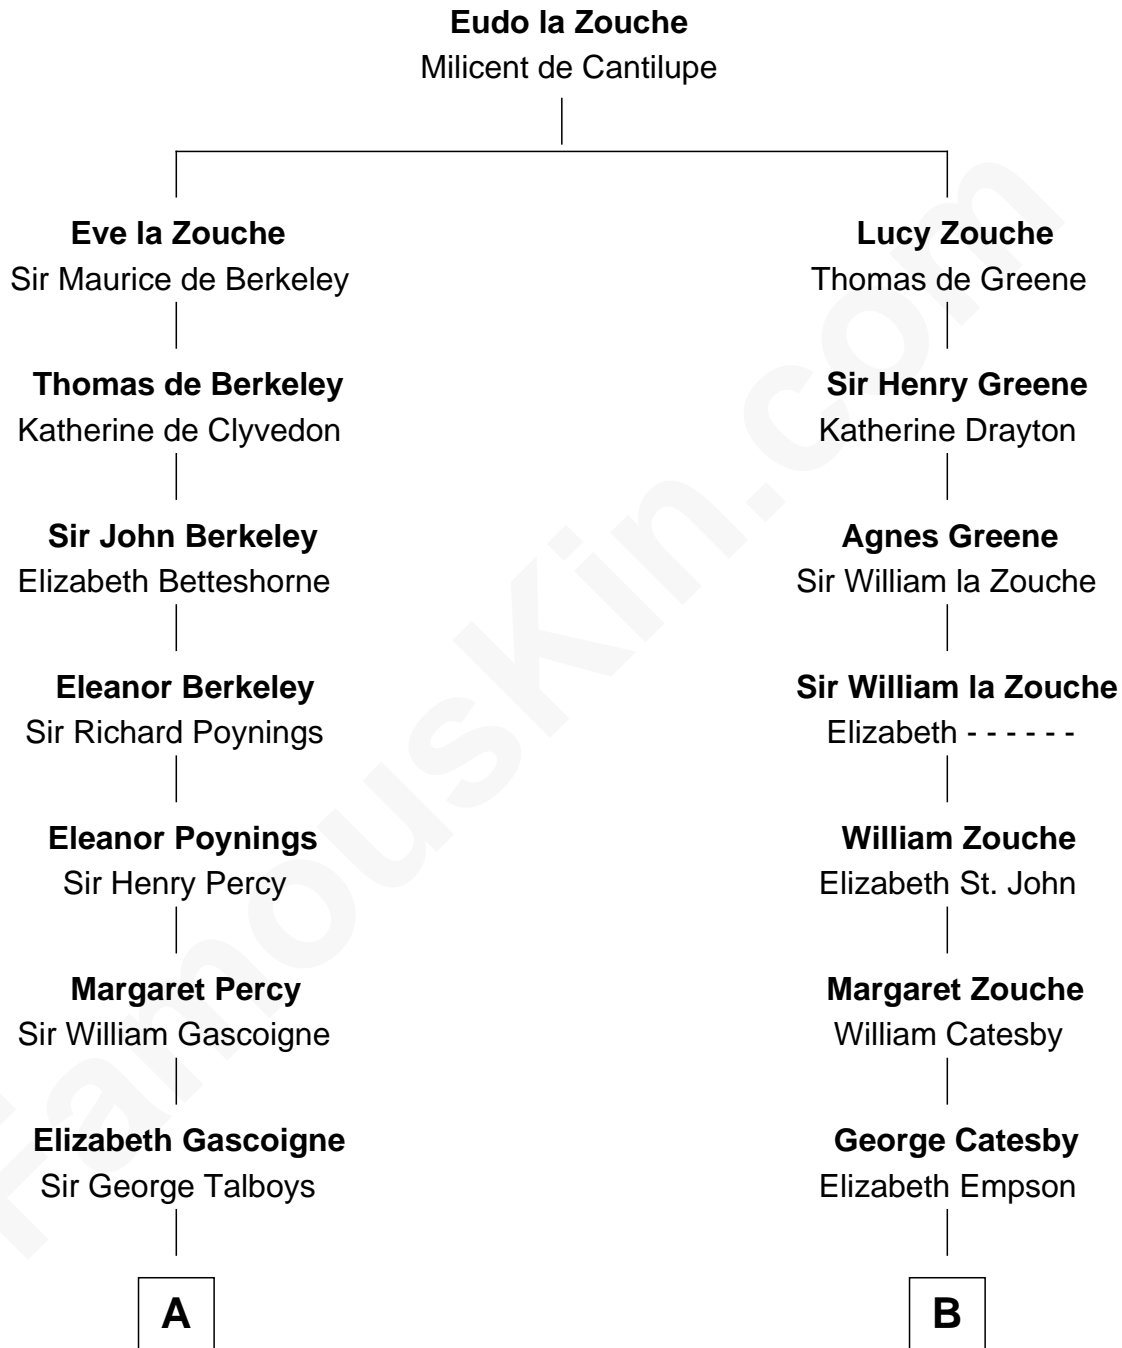 Eudo la Zouche
Milicent de Cantilupe
Eve la Zouche
Sir Maurice de Berkeley
Lucy Zouche
Thomas de Greene
Thomas de Berkeley
Katherine de Clyvedon
Sir Henry Greene
Katherine Drayton
Sir John Berkeley
Elizabeth Betteshorne
Agnes Greene
Sir William la Zouche
Eleanor Berkeley
Sir Richard Poynings
Sir William la Zouche
Elizabeth - - - - - -
Eleanor Poynings
Sir Henry Percy
William Zouche
Elizabeth St. John
Margaret Percy
Sir William Gascoigne
Margaret Zouche
William Catesby
Elizabeth Gascoigne
Sir George Talboys
George Catesby
Elizabeth Empson
A
B
FamousKin.com